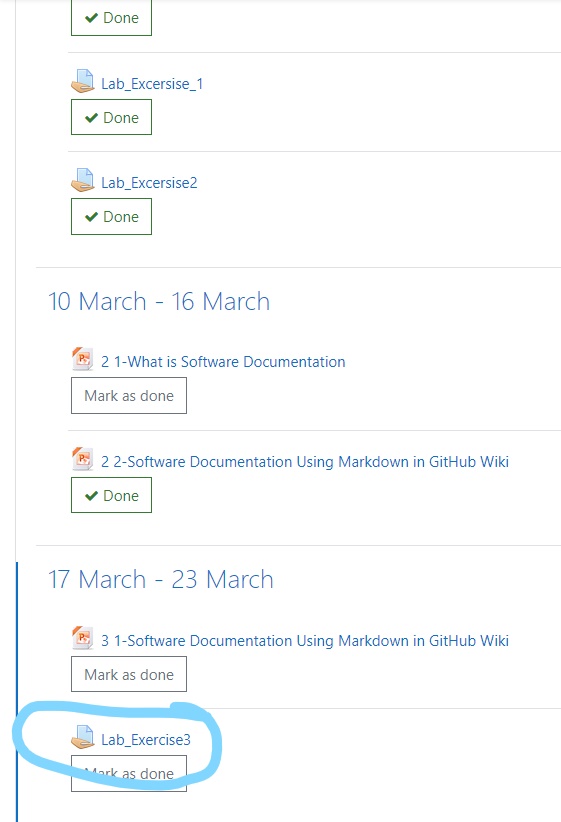 Done
Lab_Excersise_1
Done
Lab_Excersise2
Done
10 March - 16 March
2 1-What is Software Documentation
Mark as done
2 2-Software Documentation Using Markdown in GitHub Wiki
Done
17 March - 23 March
3 1-Software Documentation Using Markdown in GitHub Wiki
Mark as done
Lab_Exercise3
Mark as done